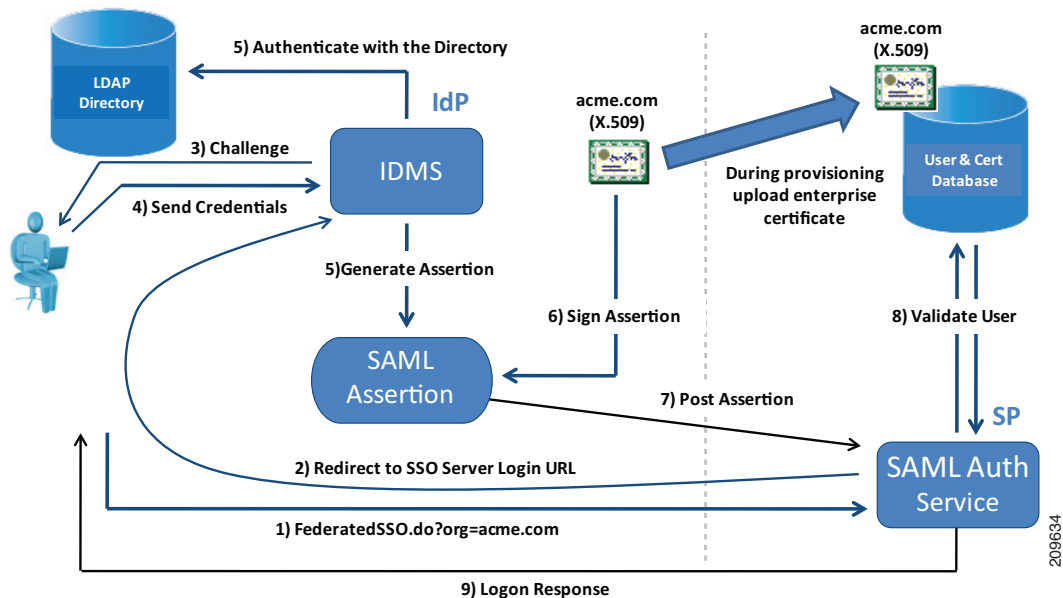 5) Authenticate with the Directory
LDAP
Directory
IdP
3) Challenge
IDMS
4) Send Credentials
acme.com
(X.509)
acme.com
(X.509)
During provisioning
upload enterprise
certificate
User & Cert
Database
5)Generate Assertion
6) Sign Assertion
8) Validate User
SAML
Assertion
7) Post Assertion
SP
2) Redirect to SSO Server Login URL
SAML Auth
Service
1) FederatedSSO.do?org=acme.com
9) Logon Response
209634